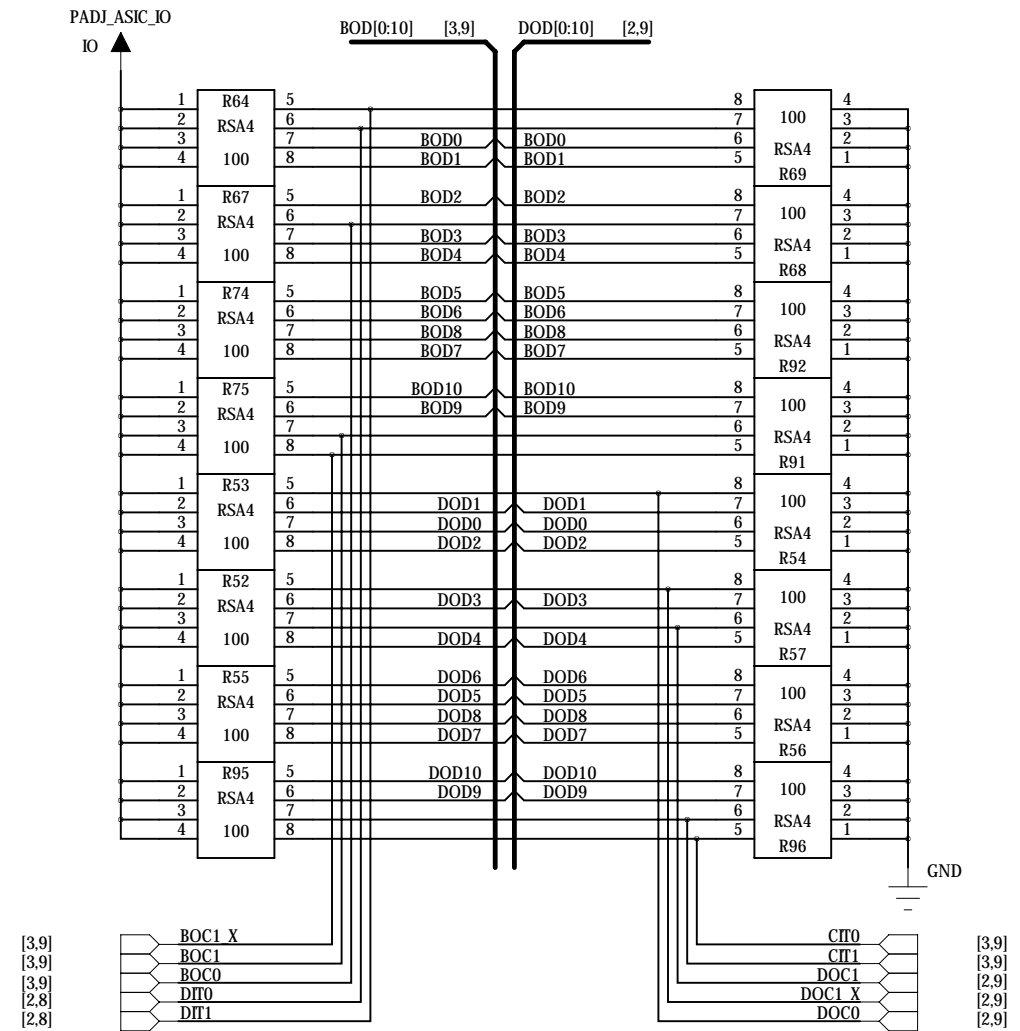 PADJ_ASIC_IO
IO
BOD[0:10] [3,9] DOD[0:10] [2,9]
1 R64 5 8 100 4
2 RSA4 6 7 3
3 7 BOD0 BOD0 6 RSA4 2
4 100 8 BOD1 BOD1 5 1
R69
1 R67 5 BOD2 BOD2 8 4
2 RSA4 6 7 100 3
3 7 BOD3 BOD3 6 RSA4 2
4 100 8 BOD4 BOD4 5 1
R68
1 R74 5 BOD5 BOD5 8 4
2 RSA4 6 BOD6 BOD6 7 100 3
3 7 BOD8 BOD8 6 RSA4 2
4 100 8 BOD7 BOD7 5 1
R92
1 R75 5 BOD10 BOD10 8 4
2 RSA4 6 BOD9 BOD9 7 100 3
3 7 6 RSA4 2
4 100 8 5 1
R91
1 R53 5 8 4
2 RSA4 6 DOD1 DOD1 7 100 3
3 7 DOD0 DOD0 6 RSA4 2
4 100 8 DOD2 DOD2 5 1
R54
1 R52 5 8 4
2 RSA4 6 DOD3 DOD3 7 100 3
3 7 6 RSA4 2
4 100 8 DOD4 DOD4 5 1
R57
1 R55 5 DOD6 DOD6 8 4
2 RSA4 6 DOD5 DOD5 7 100 3
3 7 DOD8 DOD8 6 RSA4 2
4 100 8 DOD7 DOD7 5 1
R56
1 R95 5 DOD10 DOD10 8 4
2 RSA4 6 DOD9 DOD9 7 100 3
3 7 6 RSA4 2
4 100 8 5 1
R96
GND
[3,9] BOC1_X CIT0 [3,9]
[3,9] BOC1 CIT1 [3,9]
[3,9] BOC0 DOC1 [2,9]
[2,8] DIT0 DOC1_X [2,9]
[2,8] DIT1 DOC0 [2,9]